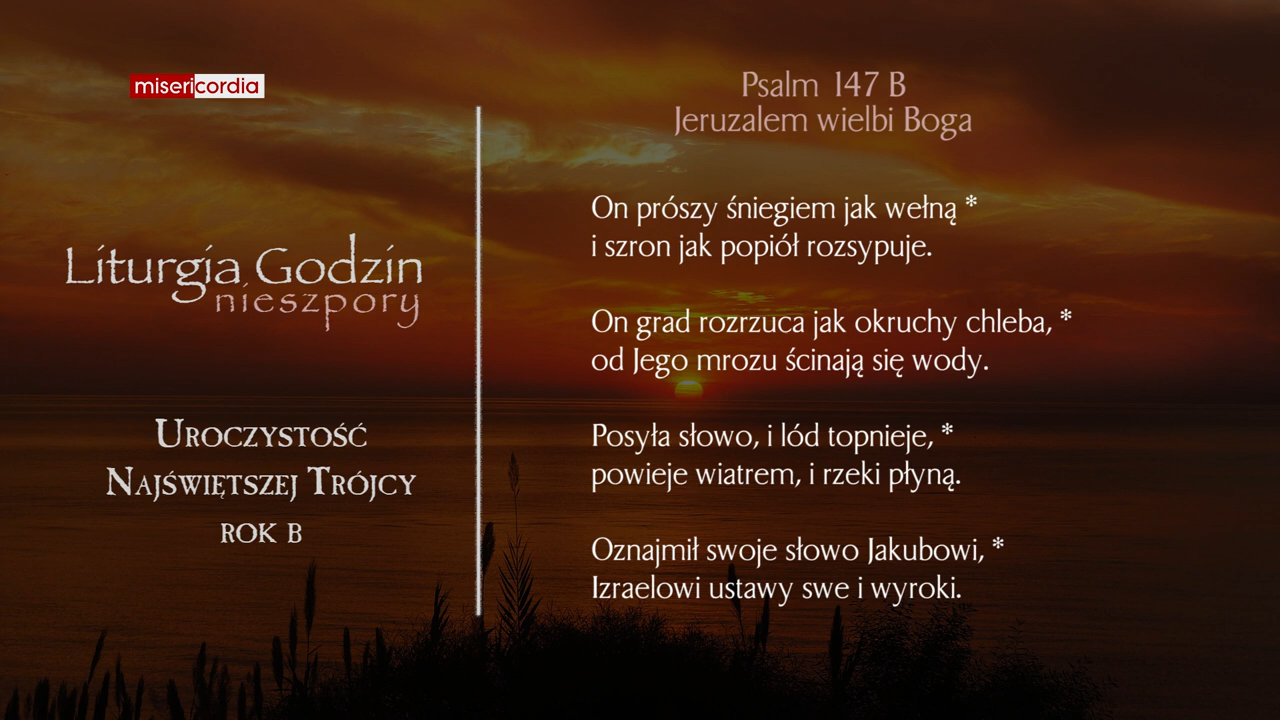 misericordia
Liturgia Godzin
nieszpory
Uroczystość
Najświętszej Trójcy
rok B
Psalm 147 B
Jeruzalem wielbi Boga
On prószy śniegiem jak wełną *
i szron jak popiół rozsypuje.
On grad rozrzuca jak okruchy chleba, *
od Jego mrozu ścinają się wody.
Posyła słowo, i lód topnieje, *
powieje wiatrem, i rzeki płyną.
Oznajmił swoje słowo Jakubowi, *
Izraelowi ustawy swe i wyroki.